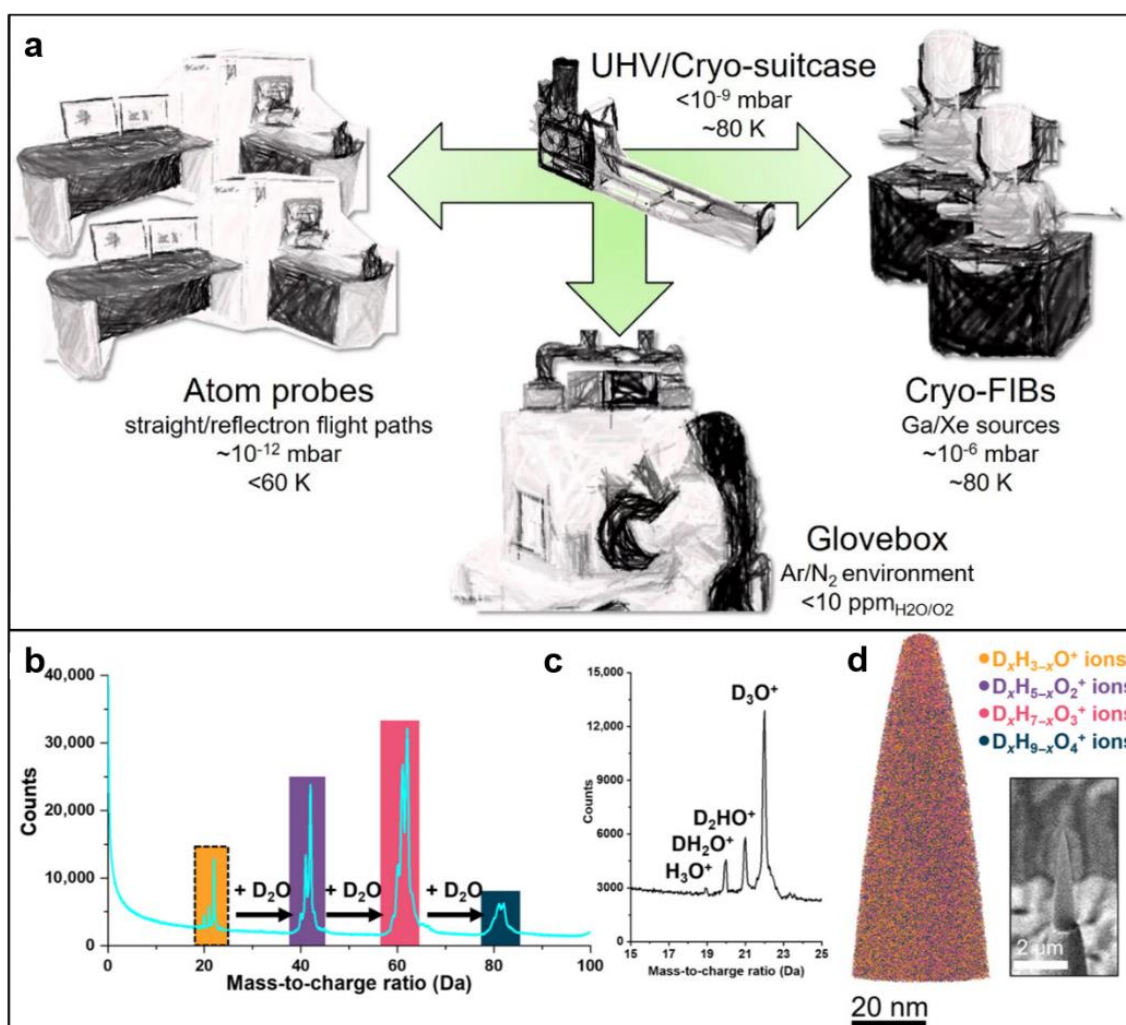 a
UHV/Cryo-suitcase
<10⁻⁹ mbar
~80 K
Atom probes
straight/reflectron flight paths
~10⁻¹² mbar
<60 K
Cryo-FIBs
Ga/Xe sources
~10⁻⁶ mbar
~80 K
Glovebox
Ar/N₂ environment
<10 ppm_H2O/O2
b
40,000
30,000
20,000
10,000
0
Counts
+ D₂O
+ D₂O
+ D₂O
0
20
40
60
80
100
Mass-to-charge ratio (Da)
c
15,000
12,000
9000
6000
3000
0
Counts
D₃O⁺
D₂HO⁺
DH₂O⁺
H₃O⁺
15
17
19
21
23
25
Mass-to-charge ratio (Da)
d
DₓH₃₋ₓO⁺ ions
DₓH₅₋ₓO₂⁺ ions
DₓH₇₋ₓO₃⁺ ions
DₓH₉₋ₓO₄⁺ ions
2 um
20 nm